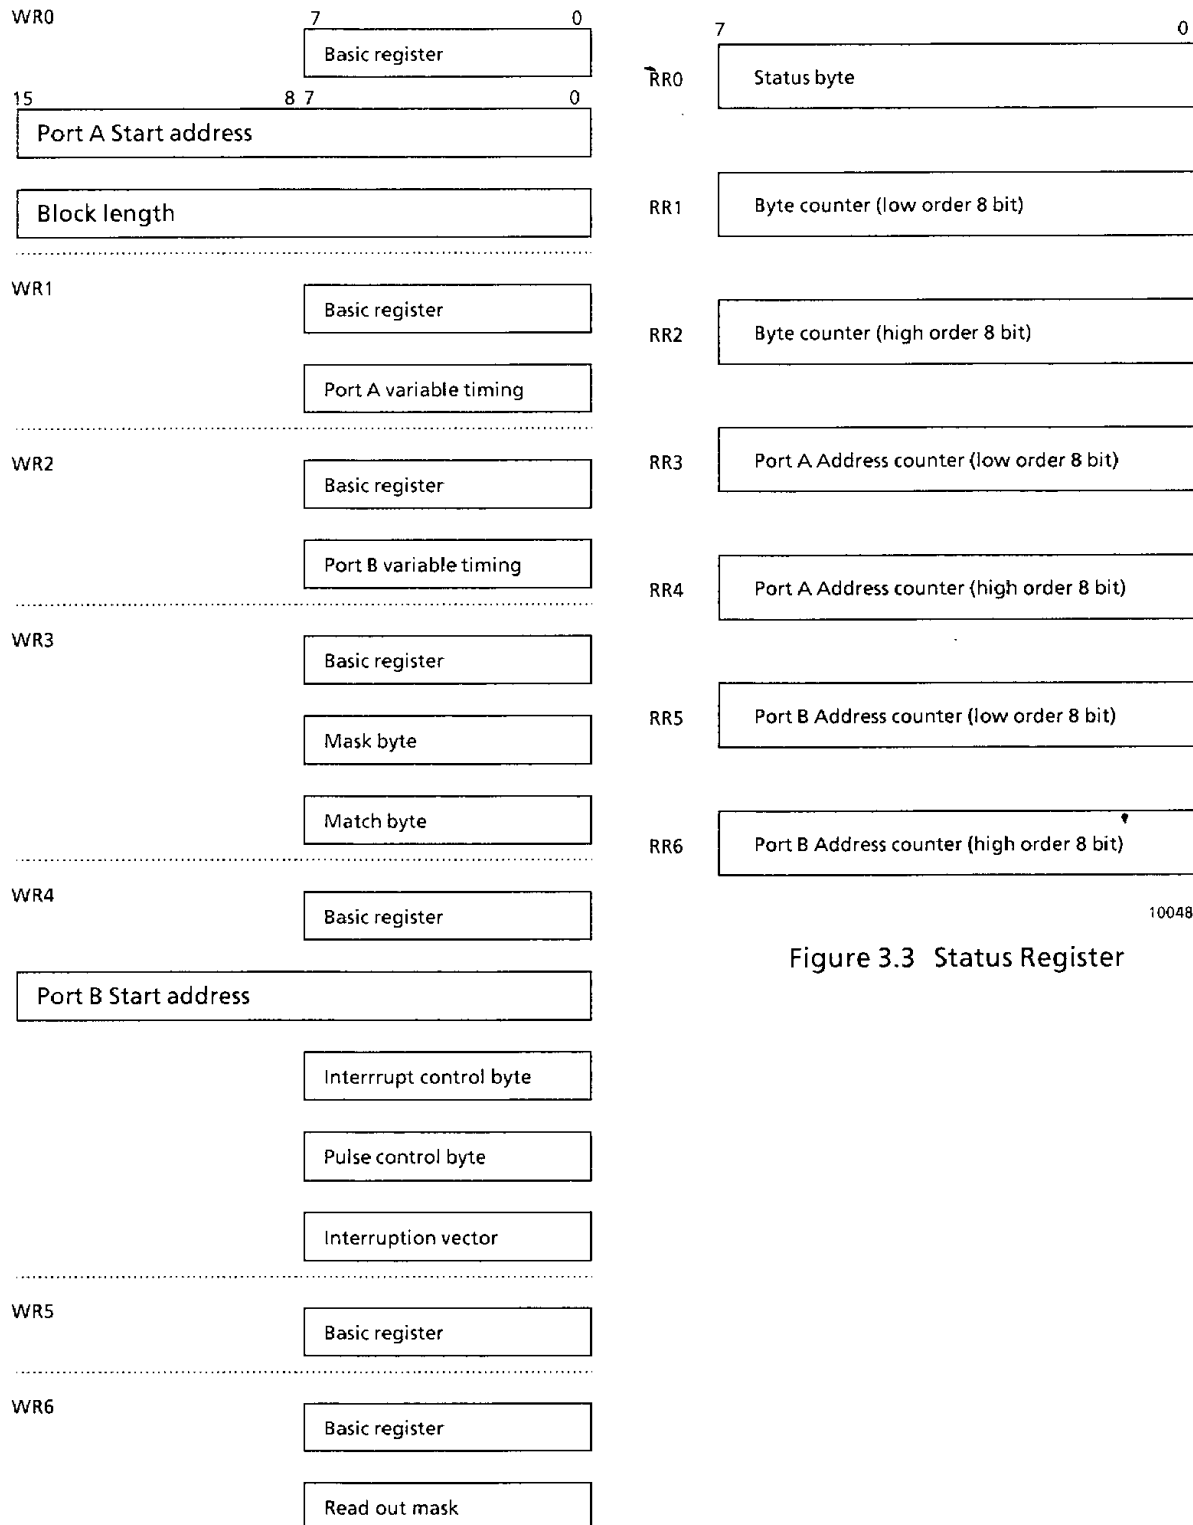 WR0
7 0
Basic register
15 8 7 0
Port A Start address
Block length
WR1
Basic register
Port A variable timing
WR2
Basic register
Port B variable timing
WR3
Basic register
Mask byte
Match byte
WR4
Basic register
Port B Start address
Interrrupt control byte
Pulse control byte
Interruption vector
WR5
Basic register
WR6
Basic register
Read out mask
7 0
RR0 Status byte
RR1 Byte counter (low order 8 bit)
RR2 Byte counter (high order 8 bit)
RR3 Port A Address counter (low order 8 bit)
RR4 Port A Address counter (high order 8 bit)
RR5 Port B Address counter (low order 8 bit)
RR6 Port B Address counter (high order 8 bit)
10048
Figure 3.3 Status Register